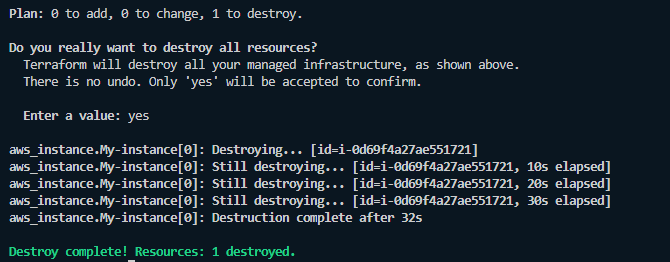 Plan: 0 to add, 0 to change, 1 to destroy.
Do you really want to destroy all resources?
Terraform will destroy all your managed infrastructure, as shown above.
There is no undo. Only 'yes' will be accepted to confirm.
Enter a value: yes
aws_instance.My-instance[0]: Destroying... [id=i-0d69f4a27ae551721]
aws_instance.My-instance[0]: Still destroying... [id=i-0d69f4a27ae551721, 10s elapsed]
aws_instance.My-instance[0]: Still destroying... [id=i-0d69f4a27ae551721, 20s elapsed]
aws_instance.My-instance[0]: Still destroying... [id=i-0d69f4a27ae551721, 30s elapsed]
aws_instance.My-instance[0]: Destruction complete after 32s
Destroy complete! Resources: 1 destroyed.